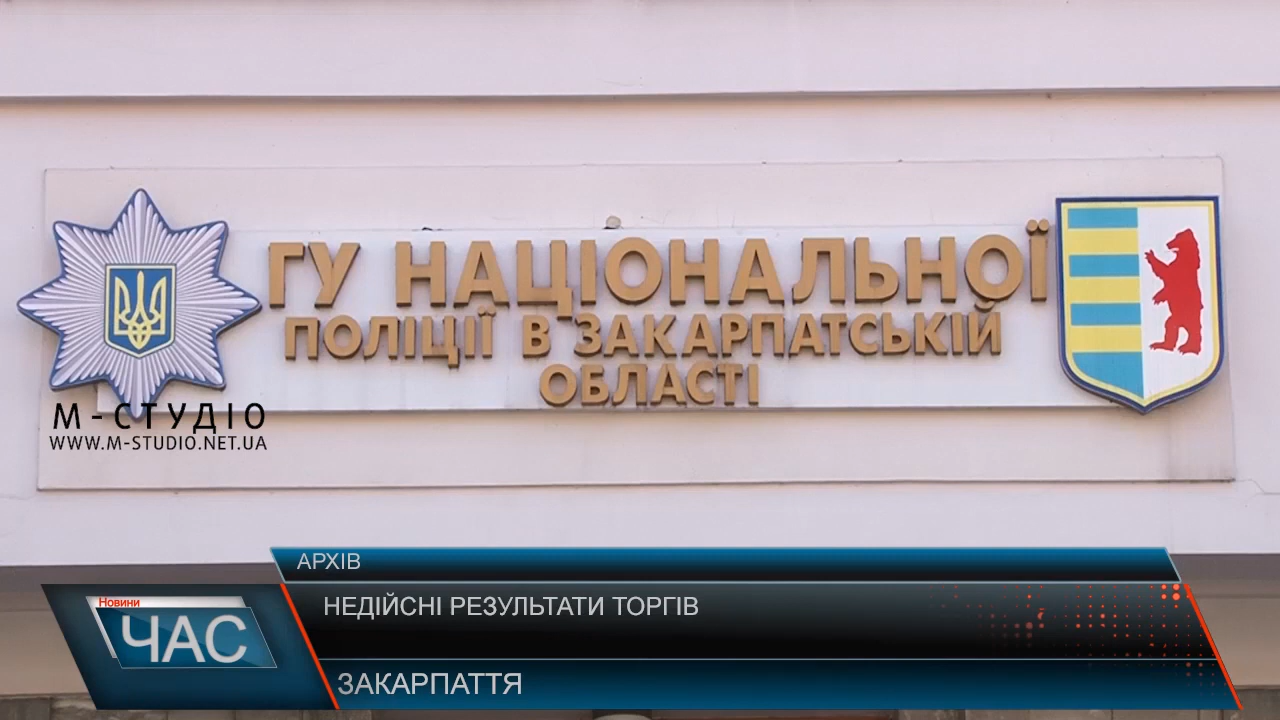 ГУ НАЦІОНАЛЬНОЇ
ПОЛІЦІЇ В ЗАКАРПАТСЬКІЙ
ОБЛАСТІ
М-СТУДІО
WWW.M-STUDIO.NET.UA
АРХІВ
Новини
ЧАС
НЕДІЙСНІ РЕЗУЛЬТАТИ ТОРГІВ
ЗАКАРПАТТЯ